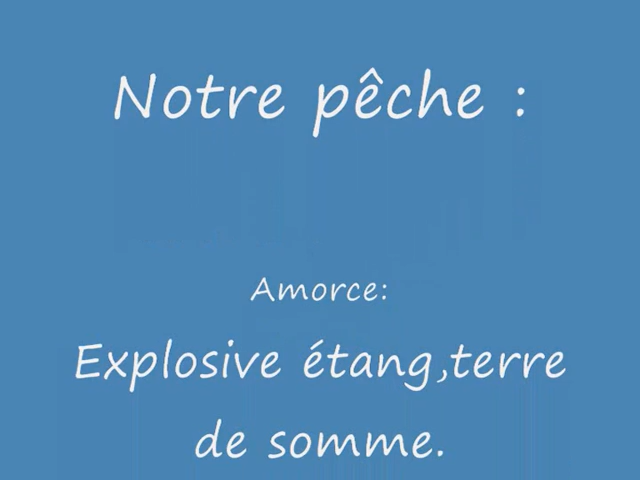 Notre pêche :
Amorce:
Explosive étang,terre
de somme.